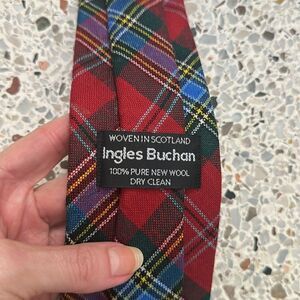 WOVEN IN SCOTLAND
Ingles Buchan
100% PURE NEW WOOL
DRY CLEAN